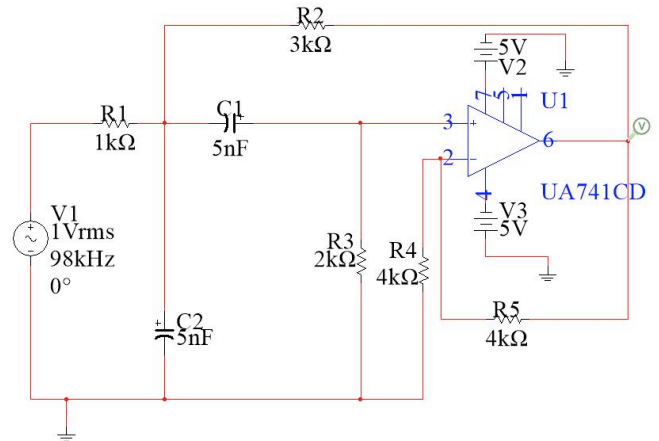 R2
3kΩ
5V
V2
7
5
1
U1
R1
1kΩ
C1
+
5nF
3
+
2
−
6
V
4
UA741CD
V1
+
1Vrms
98kHz
0°
V3
5V
R3
2kΩ
R4
4kΩ
+
C2
5nF
R5
4kΩ